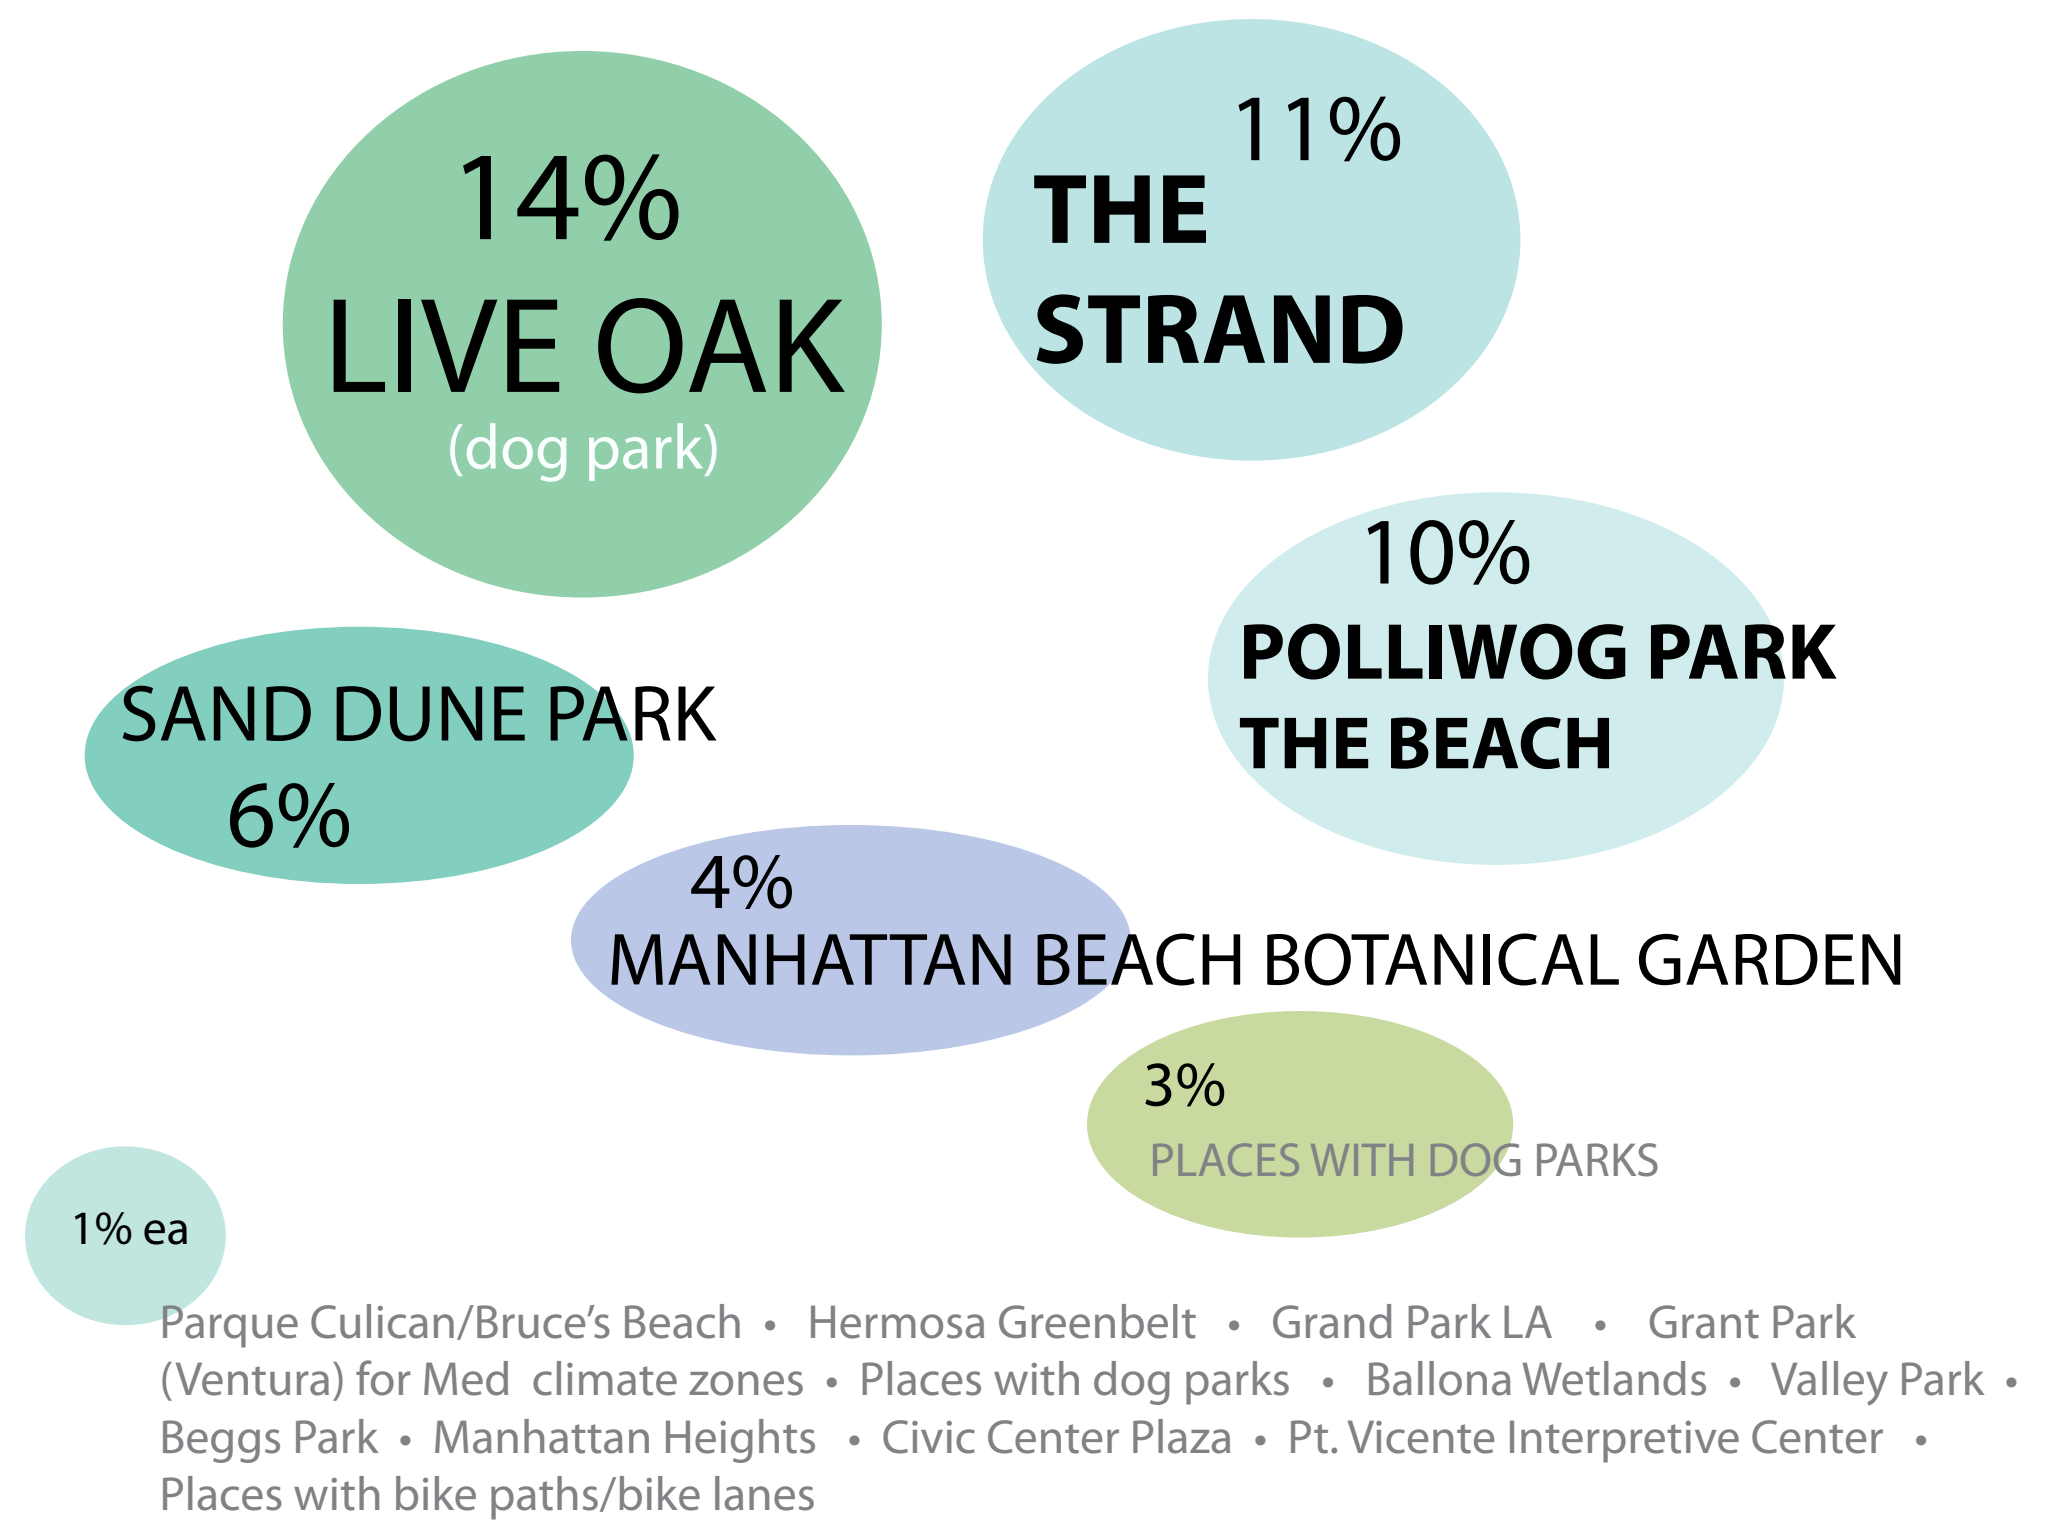 14%
LIVE OAK
(dog park)
11%
THE
STRAND
10%
POLLIWOG PARK
THE BEACH
SAND DUNE PARK
6%
4%
MANHATTAN BEACH BOTANICAL GARDEN
3%
PLACES WITH DOG PARKS
1% ea
Parque Culican/Bruce’s Beach • Hermosa Greenbelt • Grand Park LA • Grant Park
(Ventura) for Med climate zones • Places with dog parks • Ballona Wetlands • Valley Park •
Beggs Park • Manhattan Heights • Civic Center Plaza • Pt. Vicente Interpretive Center •
Places with bike paths/bike lanes